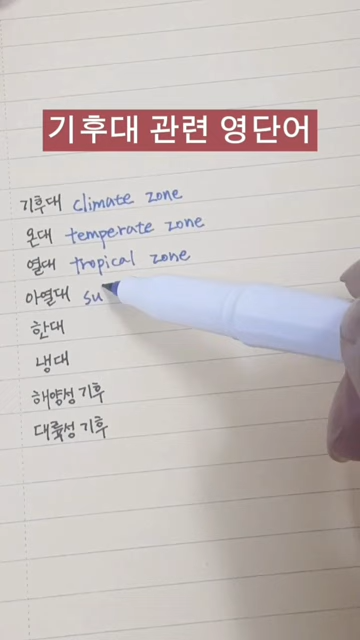 기후대 관련 영단어
기후대 climate zone
온대 temperate zone
열대 tropical zone
아열대 su
한대
냉대
해양성 기후
대륙성 기후